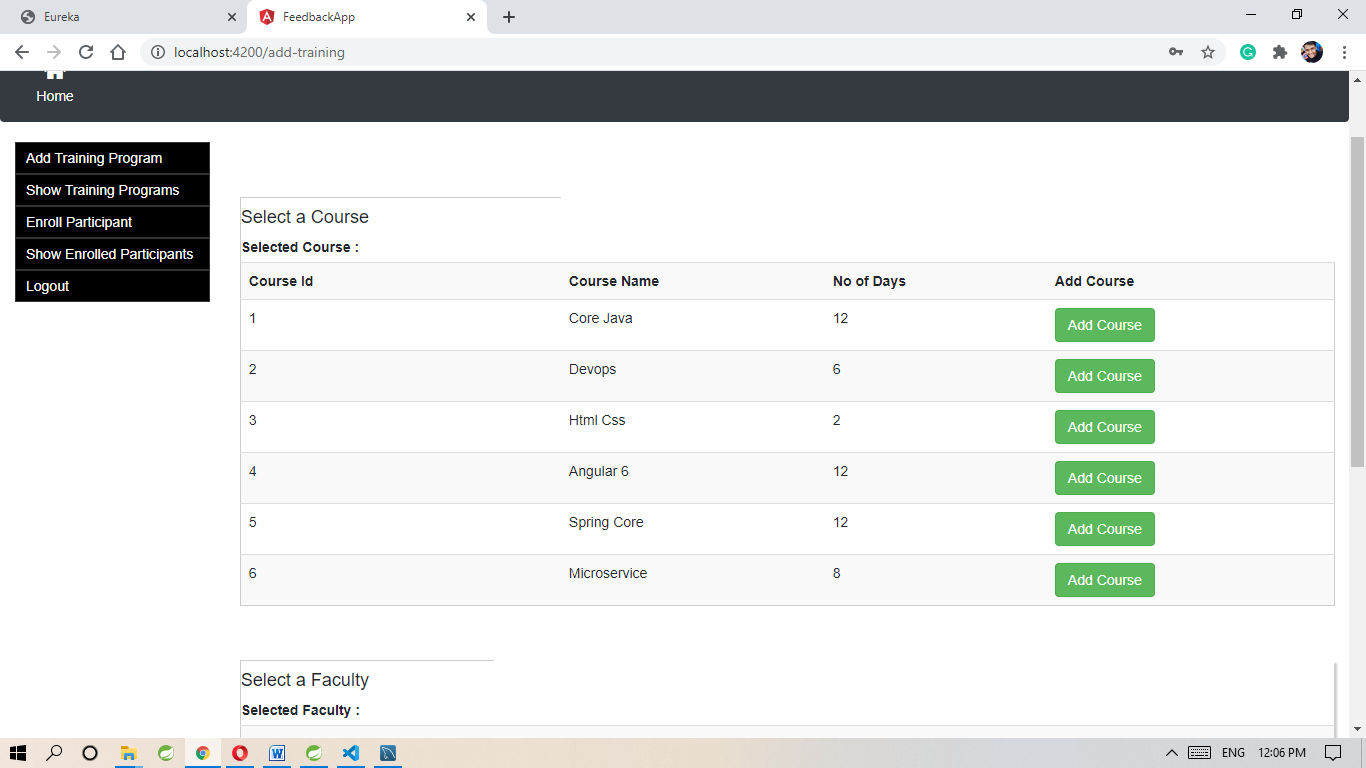 Eureka
FeedbackApp
localhost:4200/add-training
Home
Add Training Program
Show Training Programs
Enroll Participant
Show Enrolled Participants
Logout
Select a Course
Selected Course :
Course Id Course Name No of Days Add Course
1 Core Java 12 Add Course
2 Devops 6 Add Course
3 Html Css 2 Add Course
4 Angular 6 12 Add Course
5 Spring Core 12 Add Course
6 Microservice 8 Add Course
Select a Faculty
Selected Faculty :
ENG 12:06 PM